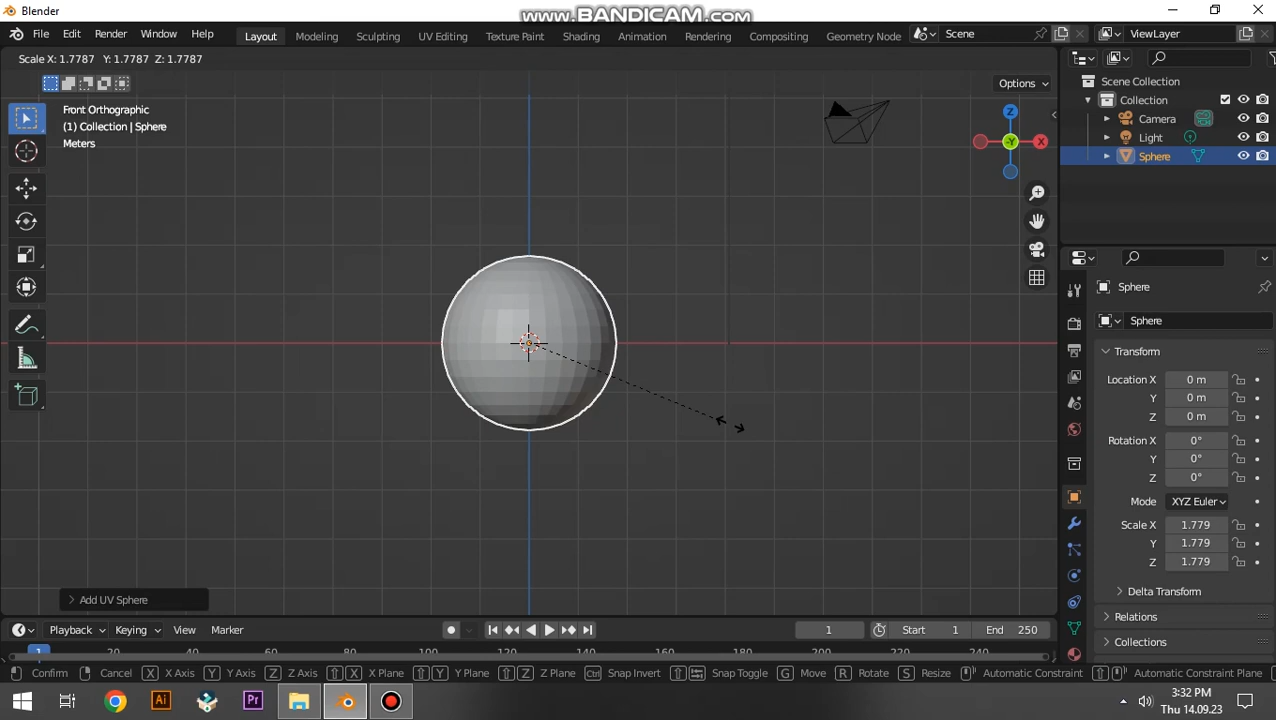 Blender
www.BANDICAM.com
File Edit Render Window Help
Layout Modeling Sculpting UV Editing Texture Paint Shading Animation Rendering Compositing Geometry Node
Scene
ViewLayer
Scale X: 1.7787 Y: 1.7787 Z: 1.7787
Options
Front Orthographic
(1) Collection | Sphere
Meters
Z
-Y
X
Scene Collection
Collection
Camera
Light
Sphere
Sphere
Sphere
Transform
Location X 0 m
Y 0 m
Z 0 m
Rotation X 0°
Y 0°
Z 0°
Mode XYZ Euler
Scale X 1.779
Y 1.779
Z 1.779
Delta Transform
Relations
Collections
Add UV Sphere
Playback Keying View Marker
1
Start 1
End 250
1 20 40 60 80 100 120 140 160 180 200 220 240
Confirm Cancel X X Axis Y Y Axis Z Z Axis X X Plane Y Y Plane Z Z Plane Ctrl Snap Invert Snap Toggle G Move R Rotate S Resize Automatic Constraint Automatic Constraint Plane
Ai
Pr
3:32 PM
Thu 14.09.23